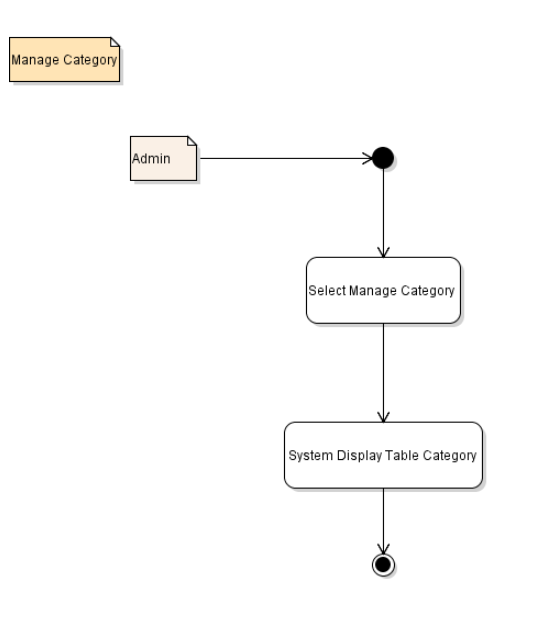 Manage Category
Admin
Select Manage Category
System Display Table Category